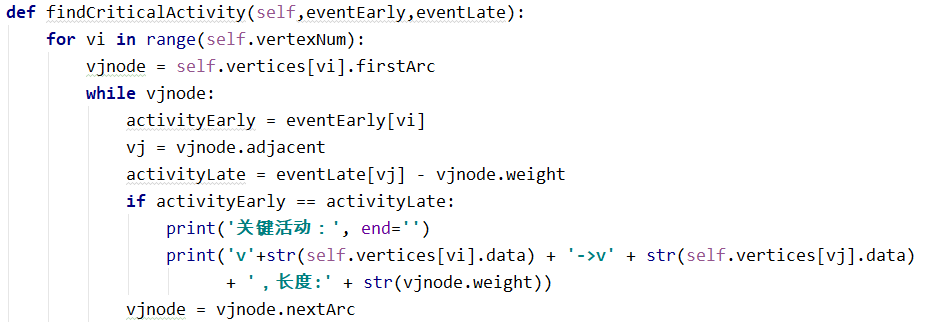 def findCriticalActivity(self,eventEarly,eventLate):
    for vi in range(self.vertexNum):
        vjnode = self.vertices[vi].firstArc
        while vjnode:
            activityEarly = eventEarly[vi]
            vj = vjnode.adjacent
            activityLate = eventLate[vj] - vjnode.weight
            if activityEarly == activityLate:
                print('关键活动：', end='')
                print('v'+str(self.vertices[vi].data) + '->v' + str(self.vertices[vj].data)
                      + '，长度:' + str(vjnode.weight))
            vjnode = vjnode.nextArc